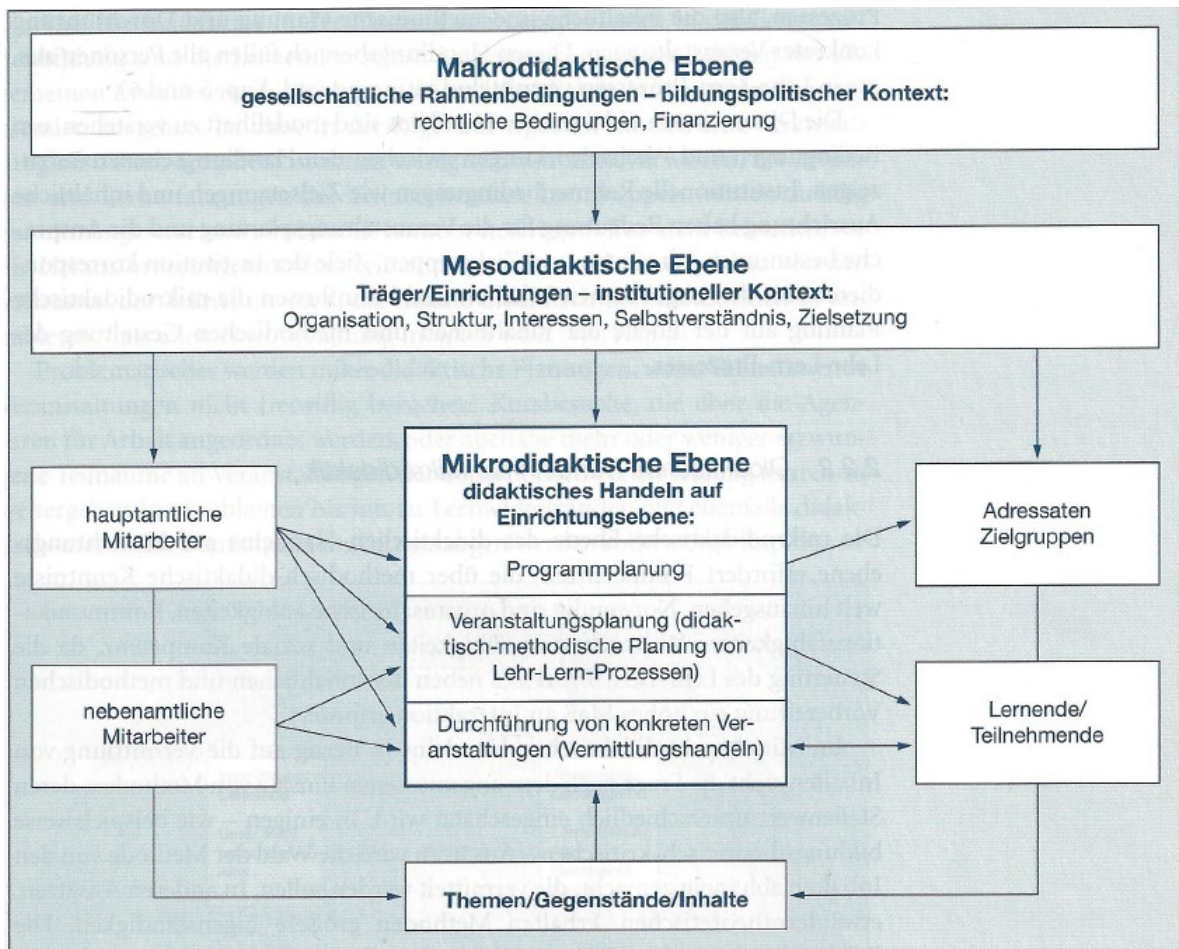 Makrodidaktische Ebene
gesellschaftliche Rahmenbedingungen – bildungspolitischer Kontext:
rechtliche Bedingungen, Finanzierung
Mesodidaktische Ebene
Träger/Einrichtungen – institutioneller Kontext:
Organisation, Struktur, Interessen, Selbstverständnis, Zielsetzung
hauptamtliche
Mitarbeiter
nebenamtliche
Mitarbeiter
Mikrodidaktische Ebene
didaktisches Handeln auf
Einrichtungsebene:
Programmplanung
Veranstaltungsplanung (didak-
tisch-methodische Planung von
Lehr-Lern-Prozessen)
Durchführung von konkreten Ver-
anstaltungen (Vermittlungshandeln)
Adressaten
Zielgruppen
Lernende/
Teilnehmende
Themen/Gegenstände/Inhalte